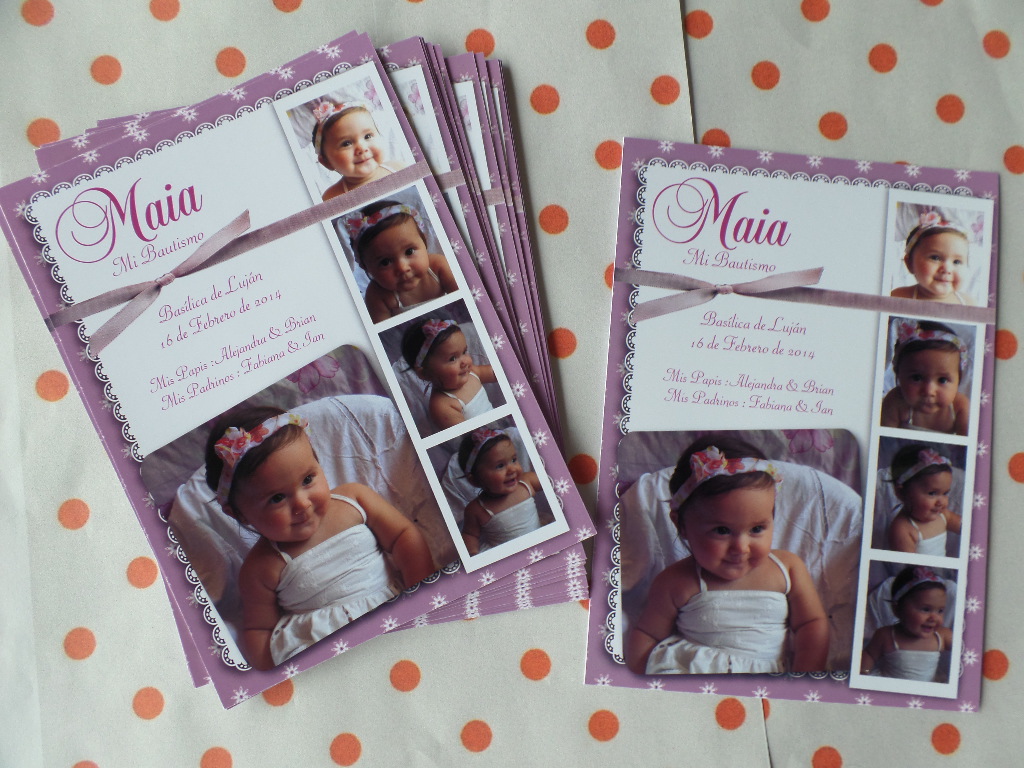 Maia
Mi Bautismo
Basílica de Luján
16 de Febrero de 2014
Mis Papis : Alejandra & Brian
Mis Padrinos : Fabiana & Ian
Maia
Mi Bautismo
Basílica de Luján
16 de Febrero de 2014
Mis Papis : Alejandra & Brian
Mis Padrinos : Fabiana & Ian